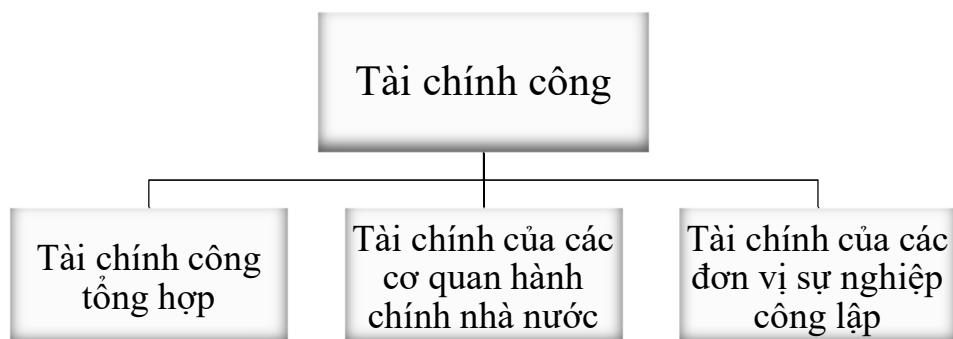 Tài chính công
Tài chính công
tổng hợp
Tài chính của các
cơ quan hành
chính nhà nước
Tài chính của các
đơn vị sự nghiệp
công lập